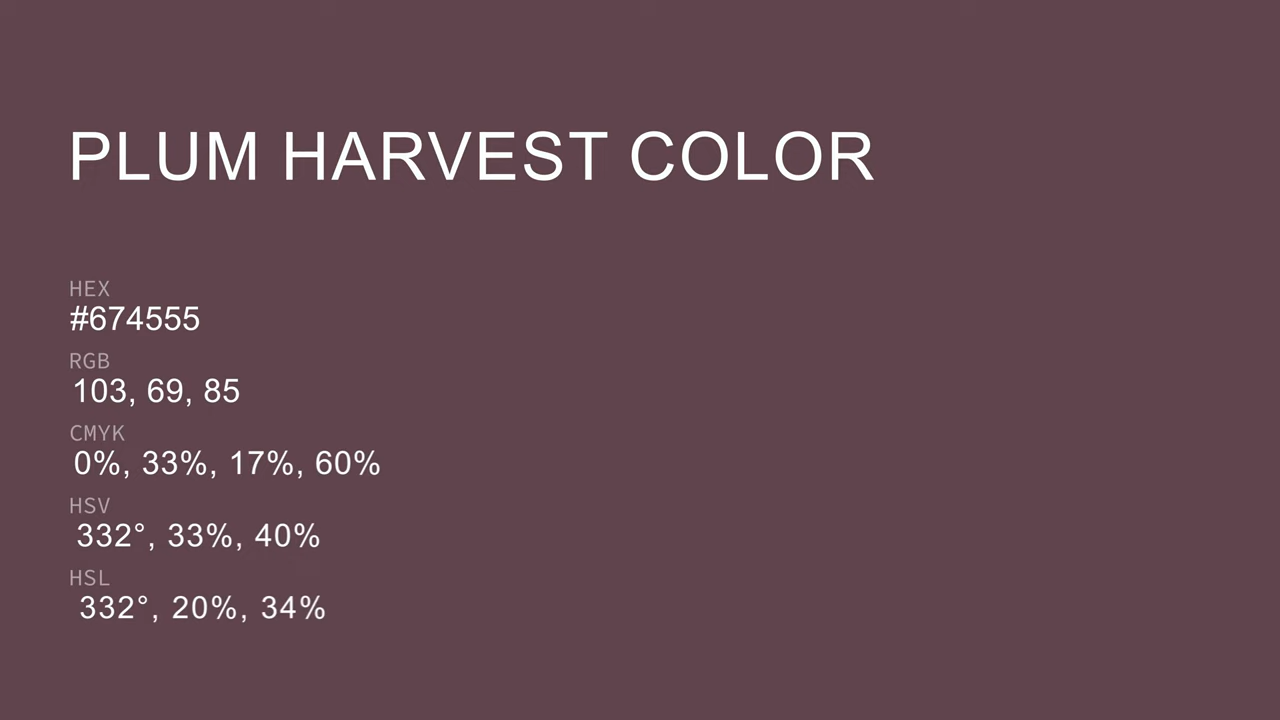 PLUM HARVEST COLOR
HEX
#674555
RGB
103, 69, 85
CMYK
0%, 33%, 17%, 60%
HSV
332°, 33%, 40%
HSL
332°, 20%, 34%